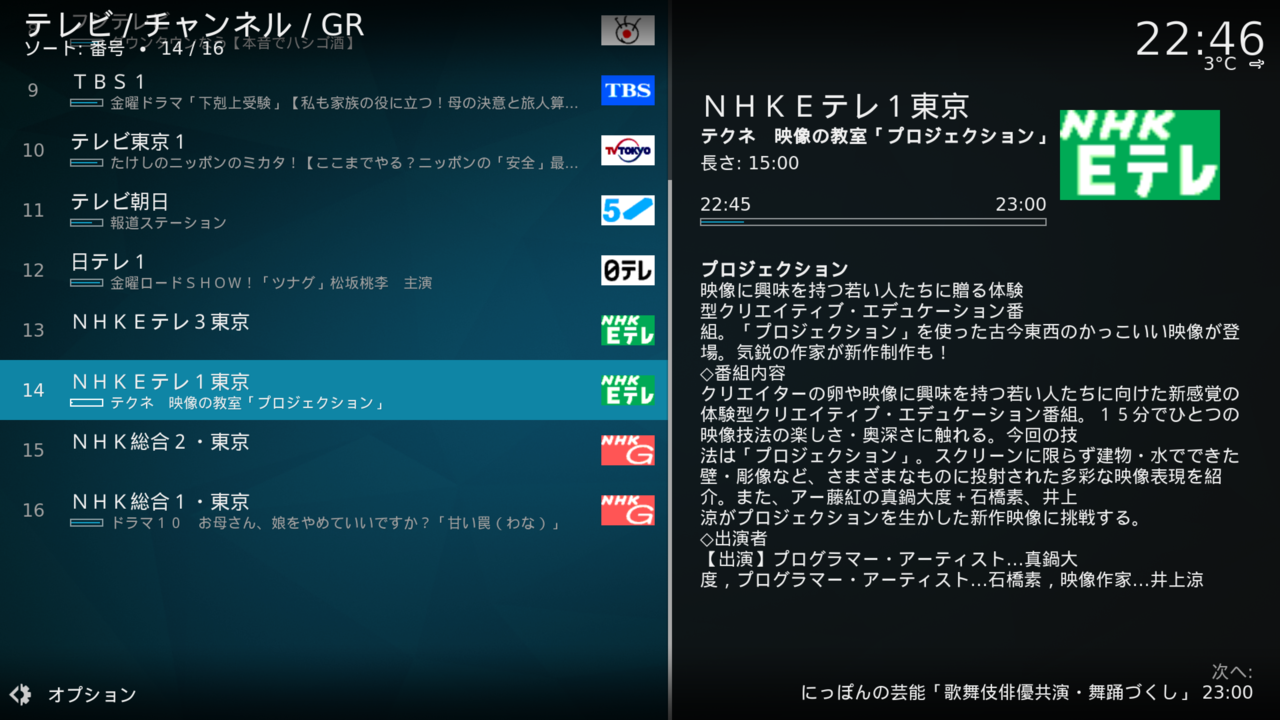 テレビ / チャンネル / GR
ソート: 番号 • 14 / 16
22:46
3°C
8 フジテレビ
ダウンタウンなう【本音でハシゴ酒】
9 ＴＢＳ１
金曜ドラマ「下剋上受験」【私も家族の役に立つ！母の決意と旅人算...
TBS
10 テレビ東京１
たけしのニッポンのミカタ！【ここまでやる？ニッポンの「安全」最...
TV TOKYO
11 テレビ朝日
報道ステーション
5
12 日テレ１
金曜ロードＳＨＯＷ！「ツナグ」松坂桃李　主演
0テレ
13 ＮＨＫＥテレ３東京
NHK Eテレ
14 ＮＨＫＥテレ１東京
テクネ　映像の教室「プロジェクション」
NHK Eテレ
15 ＮＨＫ総合２・東京
NHK G
16 ＮＨＫ総合１・東京
ドラマ１０　お母さん、娘をやめていいですか？「甘い罠（わな）」
NHK G
オプション
ＮＨＫＥテレ１東京
テクネ　映像の教室「プロジェクション」
長さ: 15:00
NHK Eテレ
22:45 23:00
プロジェクション
映像に興味を持つ若い人たちに贈る体験
型クリエイティブ・エデュケーション番
組。「プロジェクション」を使った古今東西のかっこいい映像が登
場。気鋭の作家が新作制作も！
◇番組内容
クリエイターの卵や映像に興味を持つ若い人たちに向けた新感覚の
体験型クリエイティブ・エデュケーション番組。１５分でひとつの
映像技法の楽しさ・奥深さに触れる。今回の技
法は「プロジェクション」。スクリーンに限らず建物・水でできた
壁・彫像など、さまざまなものに投射された多彩な映像表現を紹
介。また、アー藤紅の真鍋大度＋石橋素、井上
涼がプロジェクションを生かした新作映像に挑戦する。
◇出演者
【出演】プログラマー・アーティスト…真鍋大
度，プログラマー・アーティスト…石橋素，映像作家…井上涼
次へ:
にっぽんの芸能「歌舞伎俳優共演・舞踊づくし」 23:00